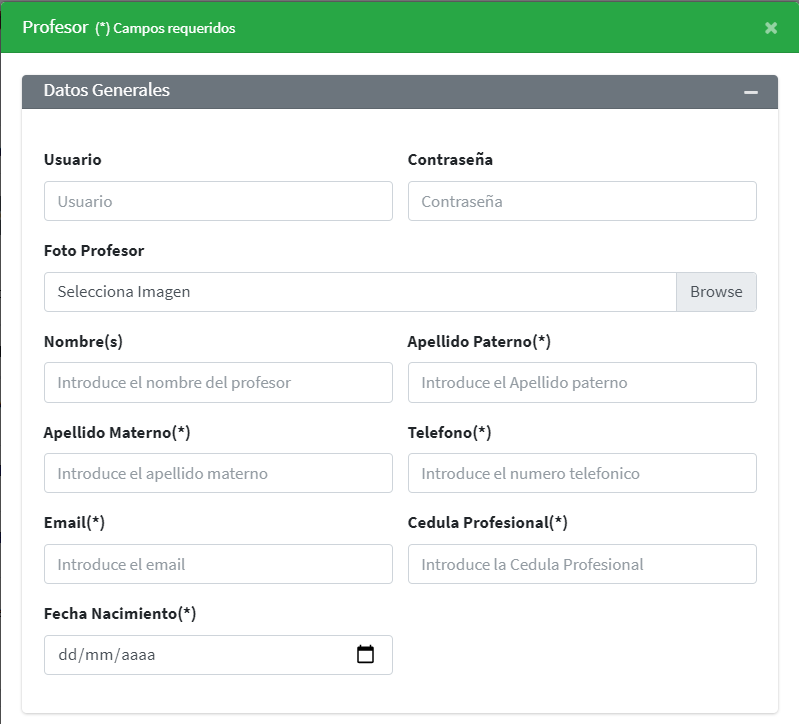 Profesor (*) Campos requeridos
Datos Generales
Usuario Contraseña
Usuario Contraseña
Foto Profesor
Selecciona Imagen Browse
Nombre(s) Apellido Paterno(*)
Introduce el nombre del profesor Introduce el Apellido paterno
Apellido Materno(*) Telefono(*)
Introduce el apellido materno Introduce el numero telefonico
Email(*) Cedula Profesional(*)
Introduce el email Introduce la Cedula Profesional
Fecha Nacimiento(*)
dd/mm/aaaa